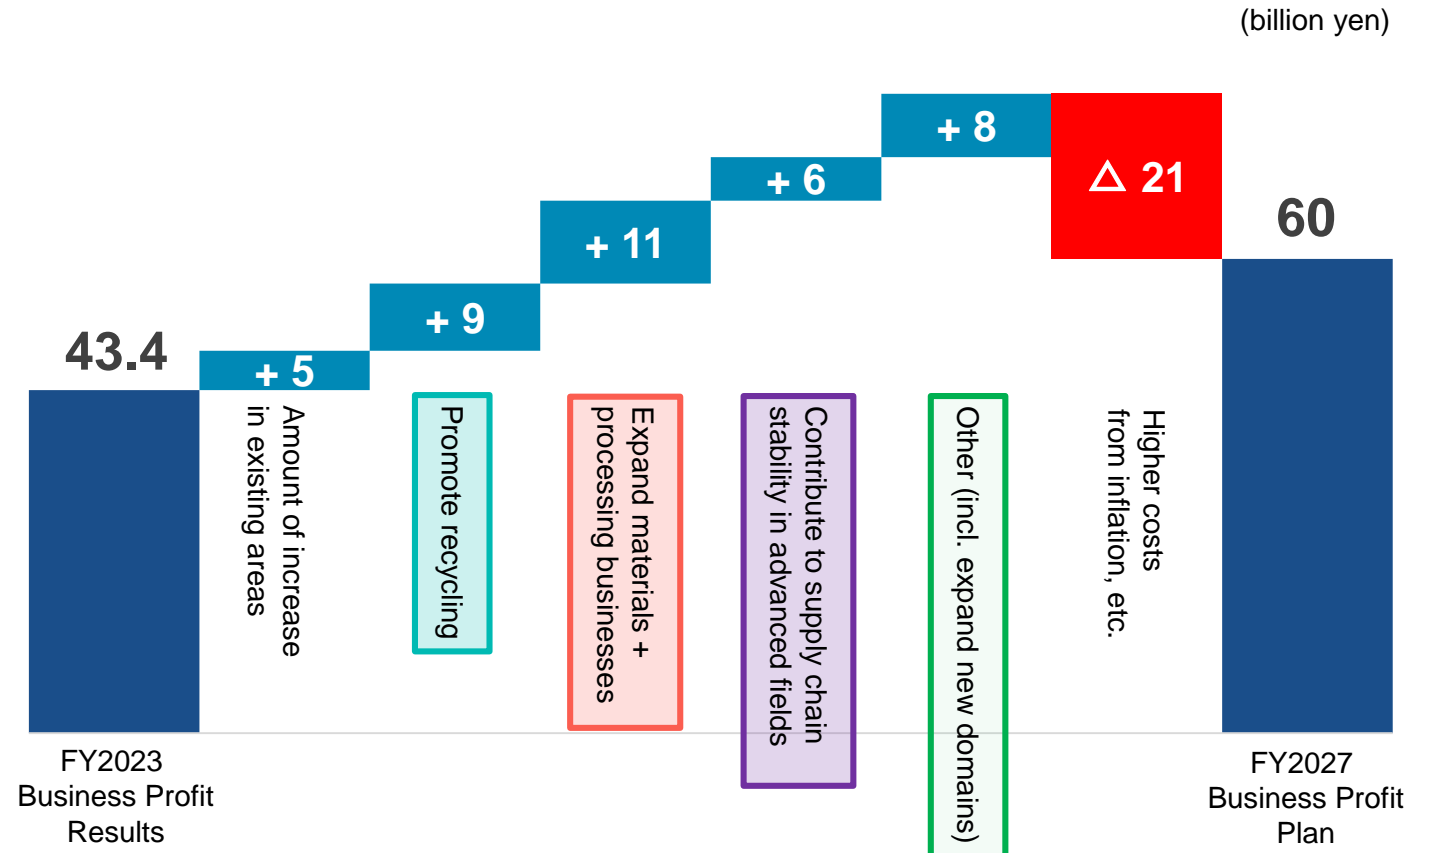 (billion yen)
43.4
+ 5
+ 9
+ 11
+ 6
+ 8
△ 21
60
Amount of increase
in existing areas
Promote recycling
Expand materials +
processing businesses
Contribute to supply chain
stability in advanced fields
Other (incl. expand new domains)
Higher costs
from inflation, etc.
FY2023
Business Profit
Results
FY2027
Business Profit
Plan